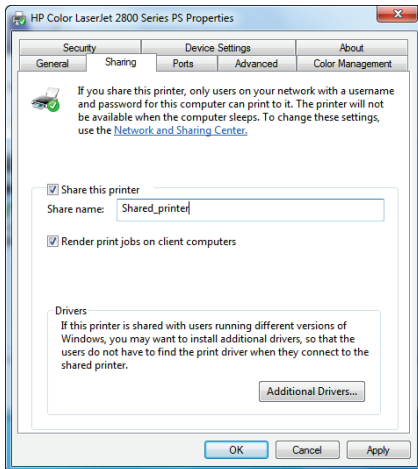 HP Color LaserJet 2800 Series PS Properties
Security Device Settings About
General Sharing Ports Advanced Color Management
If you share this printer, only users on your network with a username
and password for this computer can print to it. The printer will not
be available when the computer sleeps. To change these settings,
use the Network and Sharing Center.
Share this printer
Share name: Shared_printer
Render print jobs on client computers
Drivers
If this printer is shared with users running different versions of
Windows, you may want to install additional drivers, so that the
users do not have to find the print driver when they connect to the
shared printer.
Additional Drivers...
OK Cancel Apply